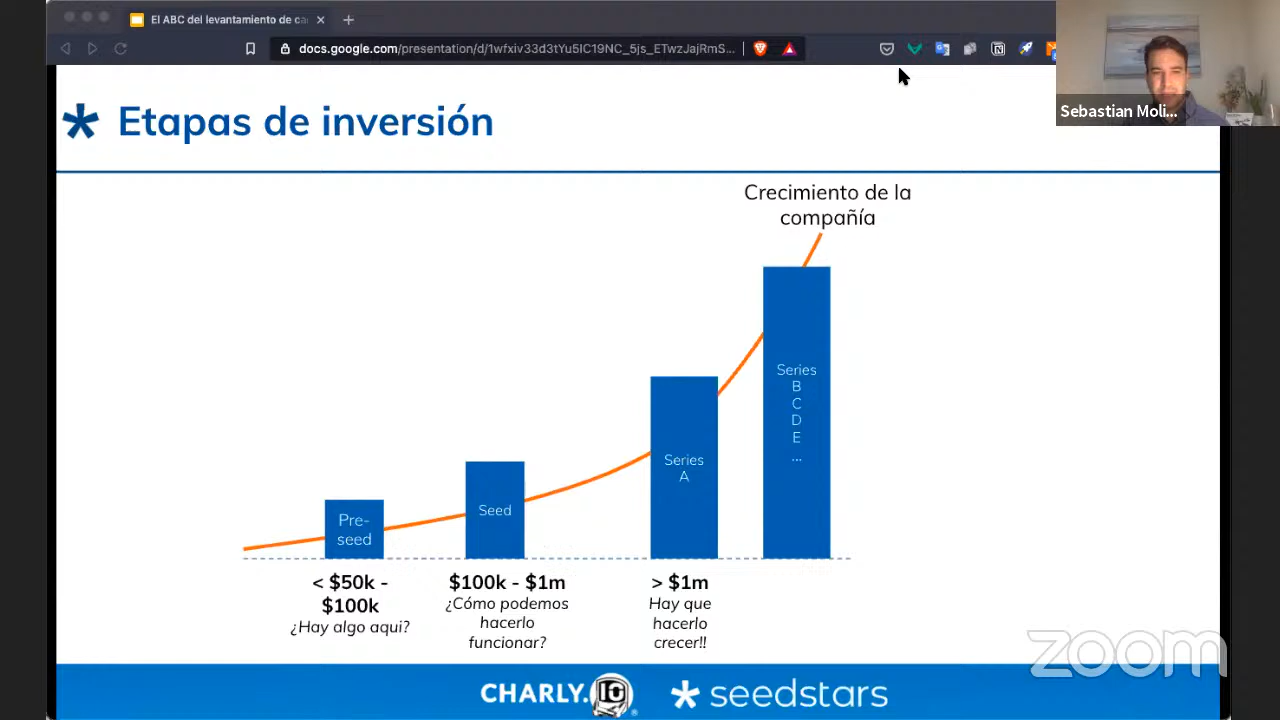 El ABC del levantamiento de ca
docs.google.com/presentation/d/1wfxiv33d3tYu5IC19NC_5js_ETwzJajRmS...
Sebastian Moli...
Etapas de inversión
Crecimiento de la
compañía
Pre-
seed
Seed
Series
A
Series
B
C
D
E
...
< $50k -
$100k
¿Hay algo aqui?
$100k - $1m
¿Cómo podemos
hacerlo
funcionar?
> $1m
Hay que
hacerlo
crecer!!
zoom
CHARLY.IO
seedstars